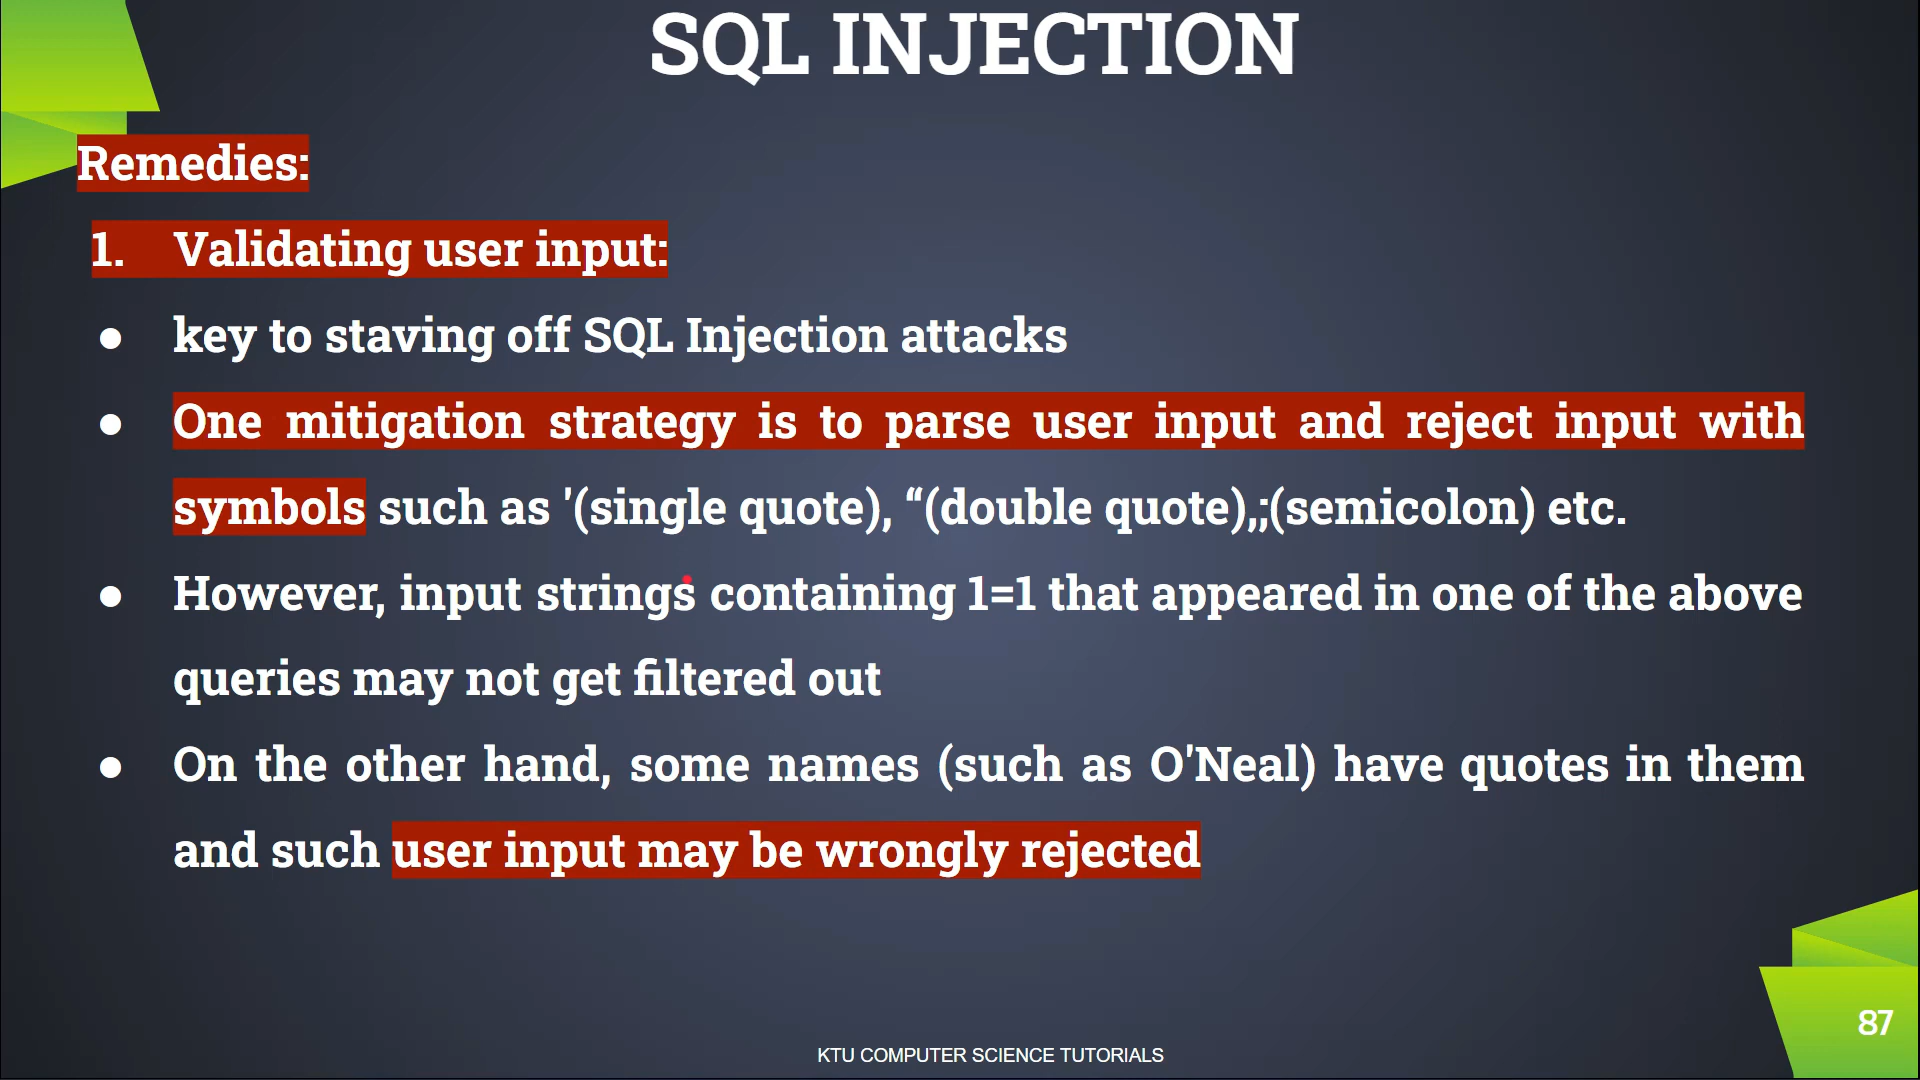 SQL INJECTION
Remedies:
1. Validating user input:
● key to staving off SQL Injection attacks
● One mitigation strategy is to parse user input and reject input with
symbols such as '(single quote), “(double quote),;(semicolon) etc.
● However, input strings containing 1=1 that appeared in one of the above
queries may not get filtered out
● On the other hand, some names (such as O'Neal) have quotes in them
and such user input may be wrongly rejected
87
KTU COMPUTER SCIENCE TUTORIALS